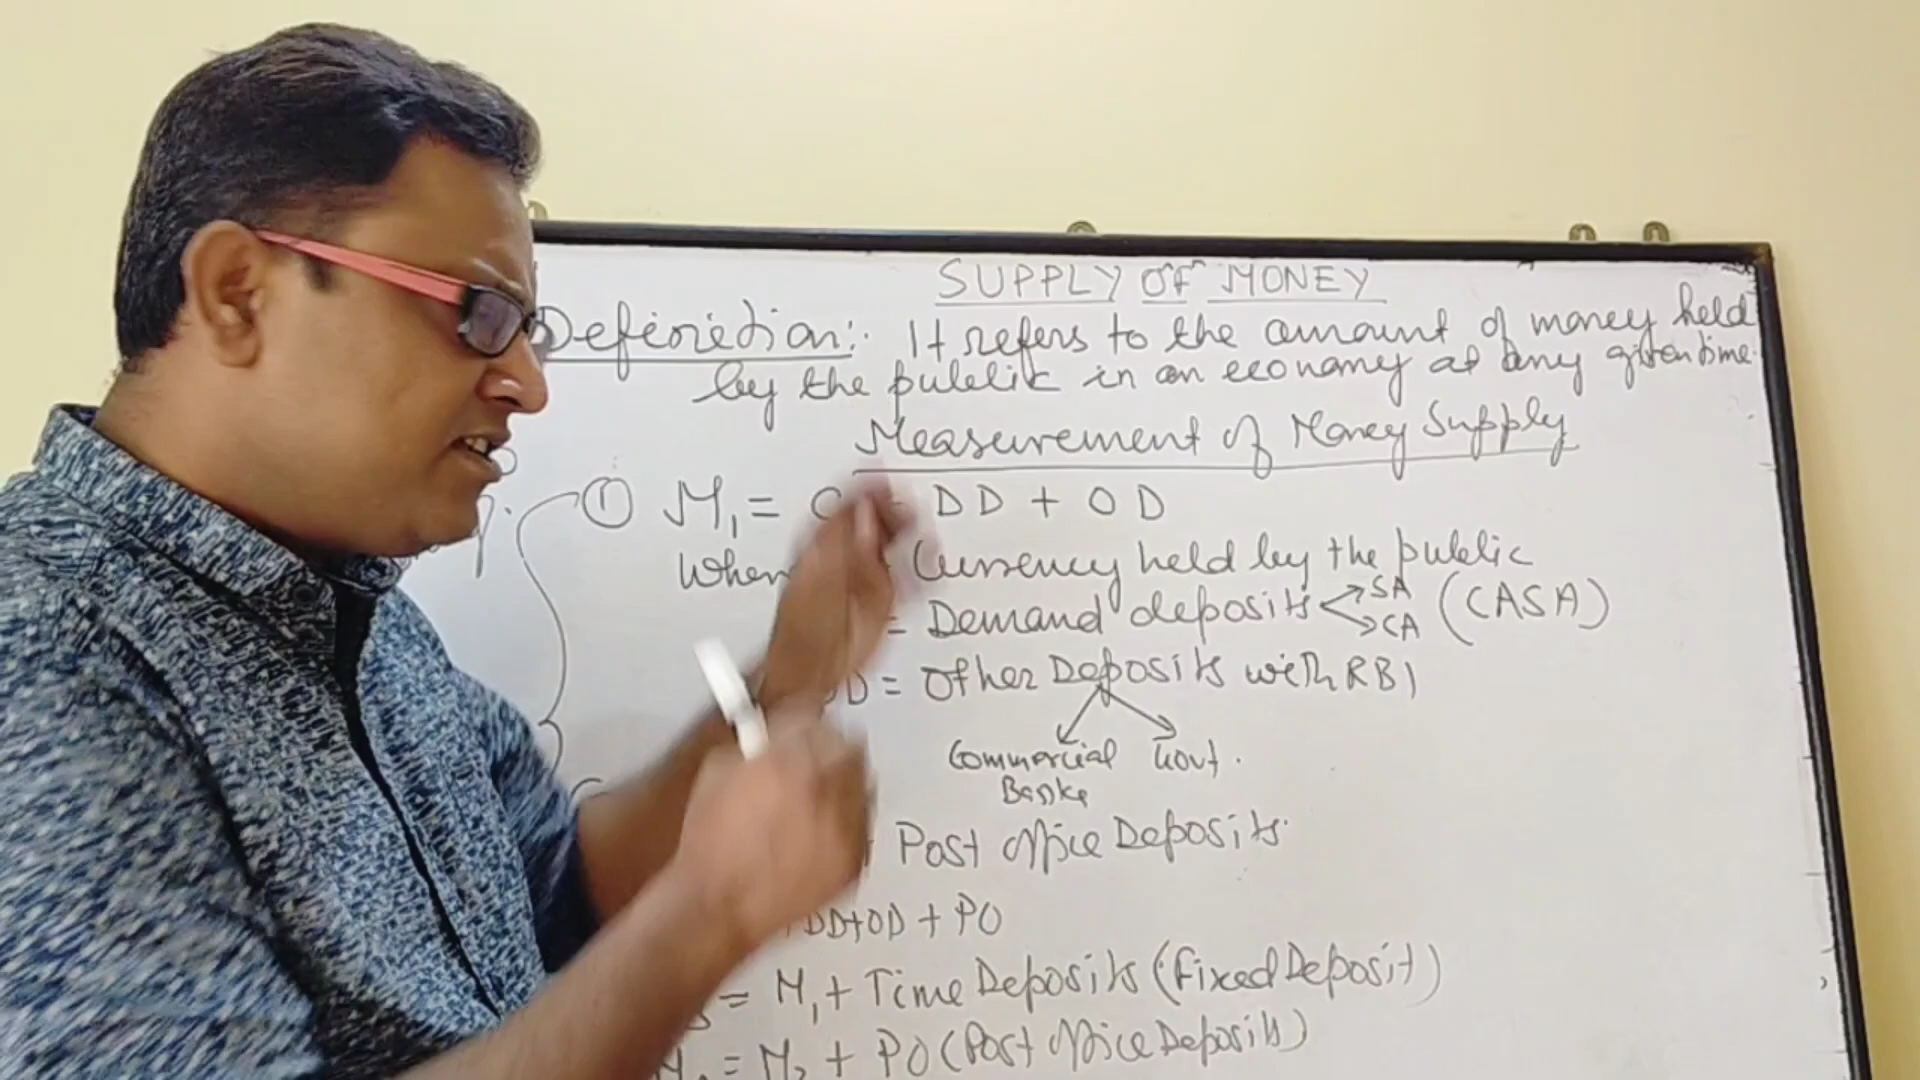 SUPPLY OF MONEY
Definition:. It refers to the amount of money held
by the public in an economy at any given time.
Measurement of Money Supply
① M₁ = C + DD + OD
Where = Currency held by the public
= Demand deposits SA (CASA)
CA
OD = Other Deposits with RBI
Commercial Govt.
Banks
+ Post office Deposits.
DD+OD + PO
= M₁ + Time Deposits (Fixed Deposit)
= M₃ + PO (Post office Deposits)